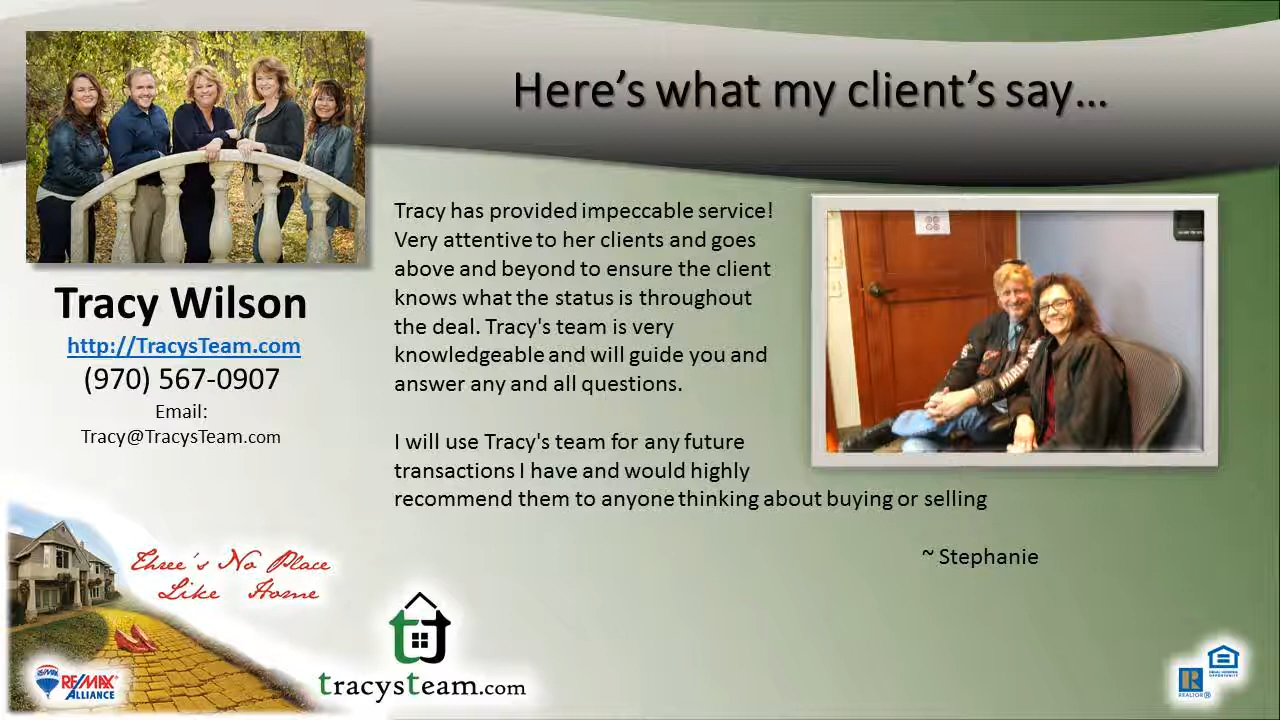 Here's what my client's say…
Tracy Wilson
http://TracysTeam.com
(970) 567-0907
Email:
Tracy@TracysTeam.com
Tracy has provided impeccable service!
Very attentive to her clients and goes
above and beyond to ensure the client
knows what the status is throughout
the deal. Tracy's team is very
knowledgeable and will guide you and
answer any and all questions.
I will use Tracy's team for any future
transactions I have and would highly
recommend them to anyone thinking about buying or selling
~ Stephanie
There's No Place
Like Home
RE/MAX
ALLIANCE
tracysteam.com
R
REALTOR®
EQUAL HOUSING
OPPORTUNITY